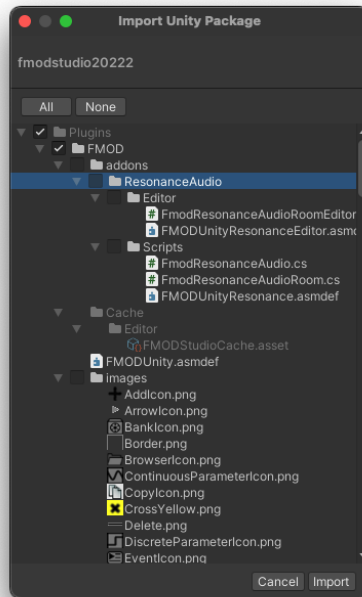 Import Unity Package
fmodstudio20222
All None
Plugins
FMOD
addons
ResonanceAudio
Editor
FmodResonanceAudioRoomEditor
FMODUnityResonanceEditor.asmd
Scripts
FmodResonanceAudio.cs
FmodResonanceAudioRoom.cs
FMODUnityResonance.asmdef
Cache
Editor
FMODStudioCache.asset
FMODUnity.asmdef
images
AddIcon.png
ArrowIcon.png
BankIcon.png
Border.png
BrowserIcon.png
ContinuousParameterIcon.png
CopyIcon.png
CrossYellow.png
Delete.png
DiscreteParameterIcon.png
EventIcon.png
Cancel Import